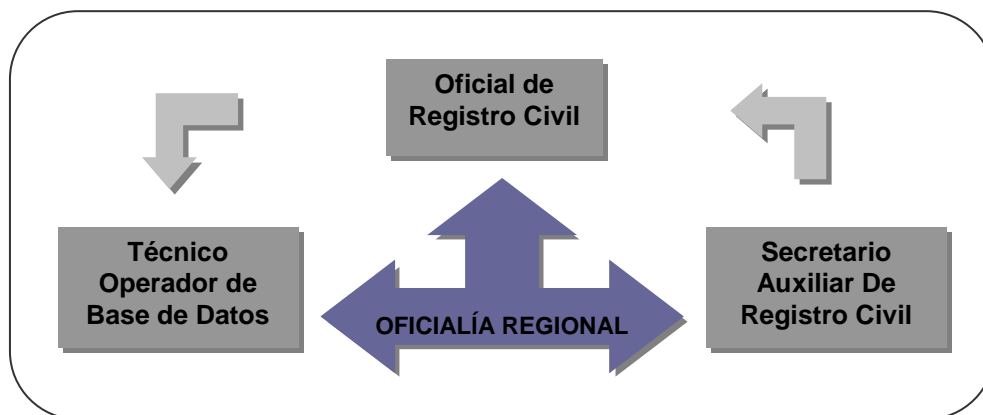 Oficial de
Registro Civil
Técnico
Operador de
Base de Datos
OFICIALÍA REGIONAL
Secretario
Auxiliar De
Registro Civil